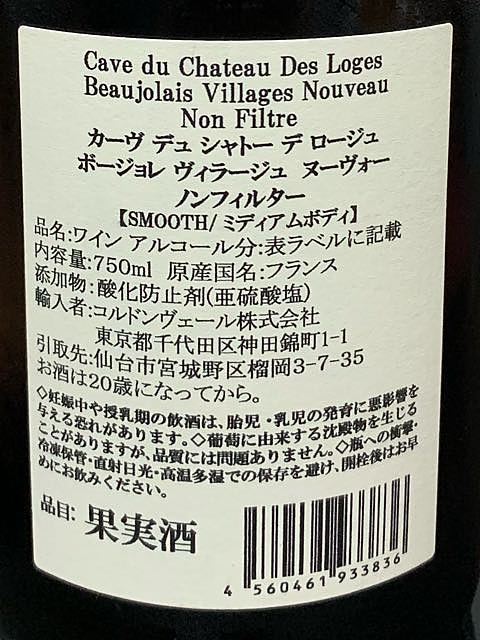 Cave du Chateau Des Loges
Beaujolais Villages Nouveau
Non Filtre
カーヴ デュ シャトー デ ロージュ
ボージョレ ヴィラージュ ヌーヴォー
ノンフィルター
【SMOOTH/ミディアムボディ】
品名:ワイン アルコール分:表ラベルに記載
内容量:750ml 原産国名:フランス
添加物:酸化防止剤(亜硫酸塩)
輸入者:コルドンヴェール株式会社
東京都千代田区神田錦町1-1
引取先:仙台市宮城野区榴岡3-7-35
お酒は20歳になってから。
◇妊娠中や授乳期の飲酒は、胎児・乳児の発育に悪影響を
与える恐れがあります。◇葡萄に由来する沈殿物を生じる
ことがありますが、品質には問題ありません。◇瓶への衝撃・
冷凍保管・直射日光・高温多湿での保存を避け、開栓後はお早
めにお飲みください。
品目: 果実酒
4 560461 933836